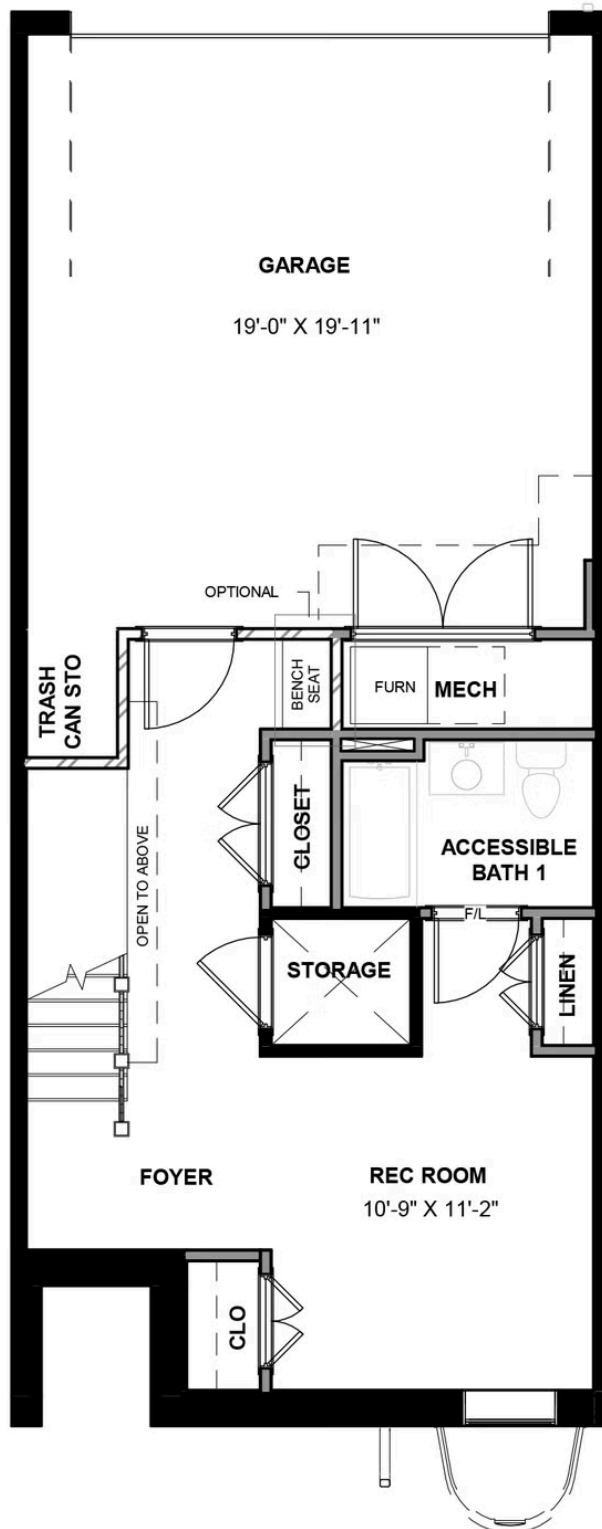 GARAGE
19'-0" X 19'-11"
OPTIONAL
TRASH
CAN STO
BENCH
SEAT
FURN
MECH
CLOSET
ACCESSIBLE
BATH 1
OPEN TO ABOVE
F/L
STORAGE
LINEN
FOYER
REC ROOM
10'-9" X 11'-2"
CLO